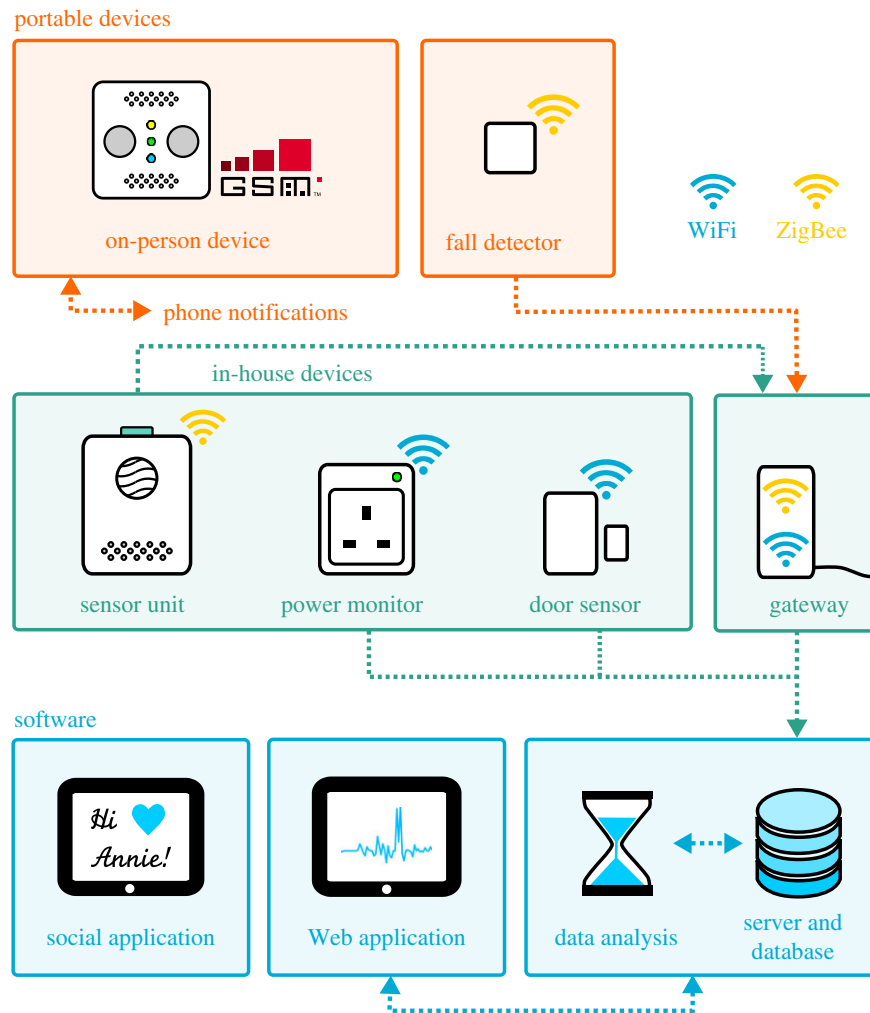 portable devices
GSM™
on-person device
fall detector
WiFi
ZigBee
phone notifications
in-house devices
sensor unit
power monitor
door sensor
gateway
software
Hi
Annie!
social application
Web application
data analysis
server and
database